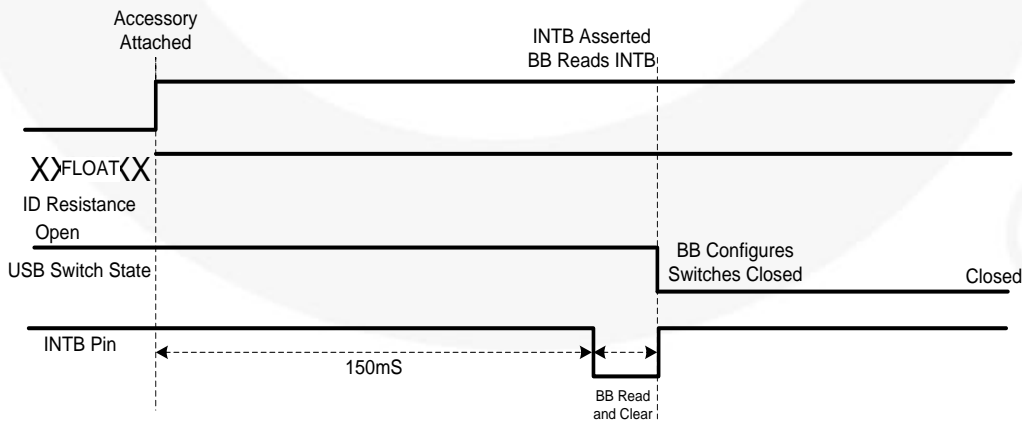 Accessory
Attached
INTB Asserted
BB Reads INTB
X>FLOAT<X
ID Resistance
Open
USB Switch State
BB Configures
Switches Closed
Closed
INTB Pin
150mS
BB Read
and Clear